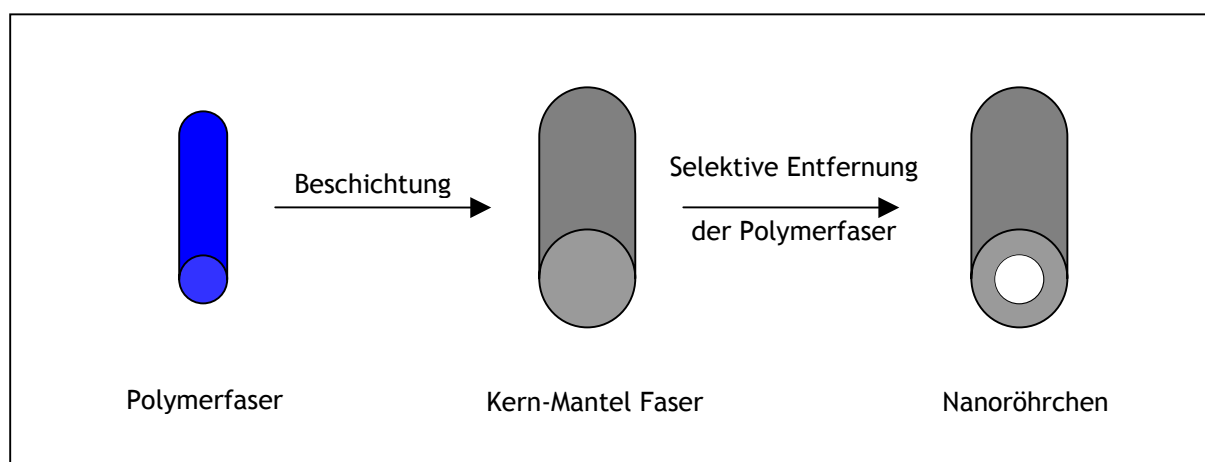 Beschichtung
Selektive Entfernung
der Polymerfaser
Polymerfaser
Kern-Mantel Faser
Nanoröhrchen